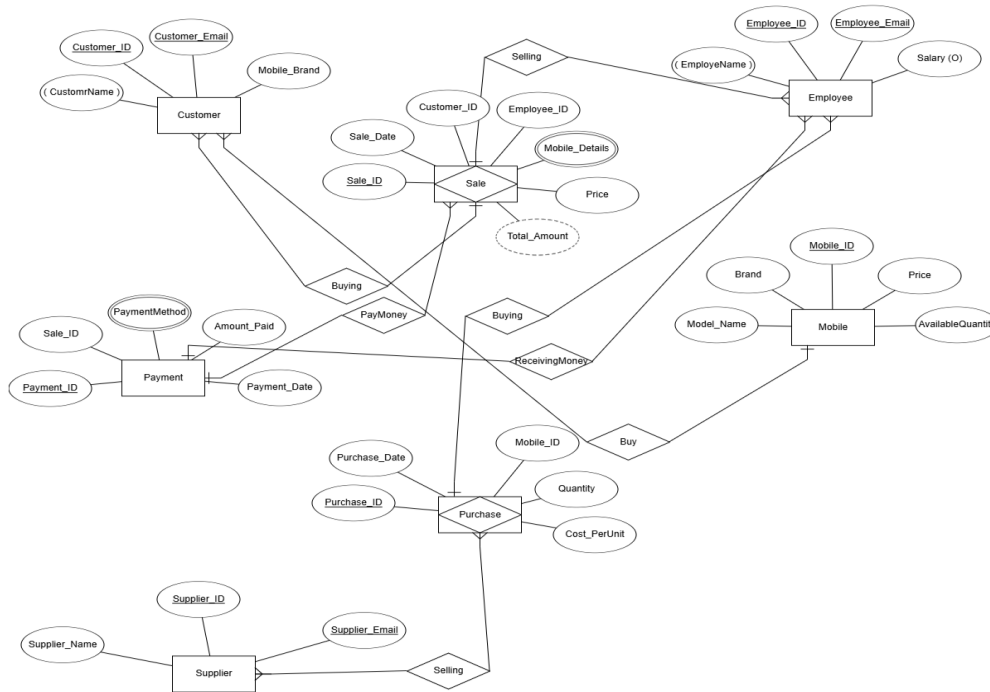 Customer_Email
Employee_ID
Employee_Email
Customer_ID
Selling
Salary (O)
( EmployeName )
Mobile_Brand
( CustomrName )
Customer
Employee
Customer_ID
Employee_ID
Sale_Date
Mobile_Details
Sale_ID
Sale
Price
Total_Amount
Mobile_ID
Brand
Price
Buying
PaymentMethod
PayMoney
Buying
Sale_ID
Amount_Paid
Model_Name
Mobile
AvailableQuantit
ReceivingMoney
Payment_ID
Payment
Payment_Date
Mobile_ID
Buy
Purchase_Date
Quantity
Purchase_ID
Purchase
Cost_PerUnit
Supplier_ID
Supplier_Email
Supplier_Name
Supplier
Selling